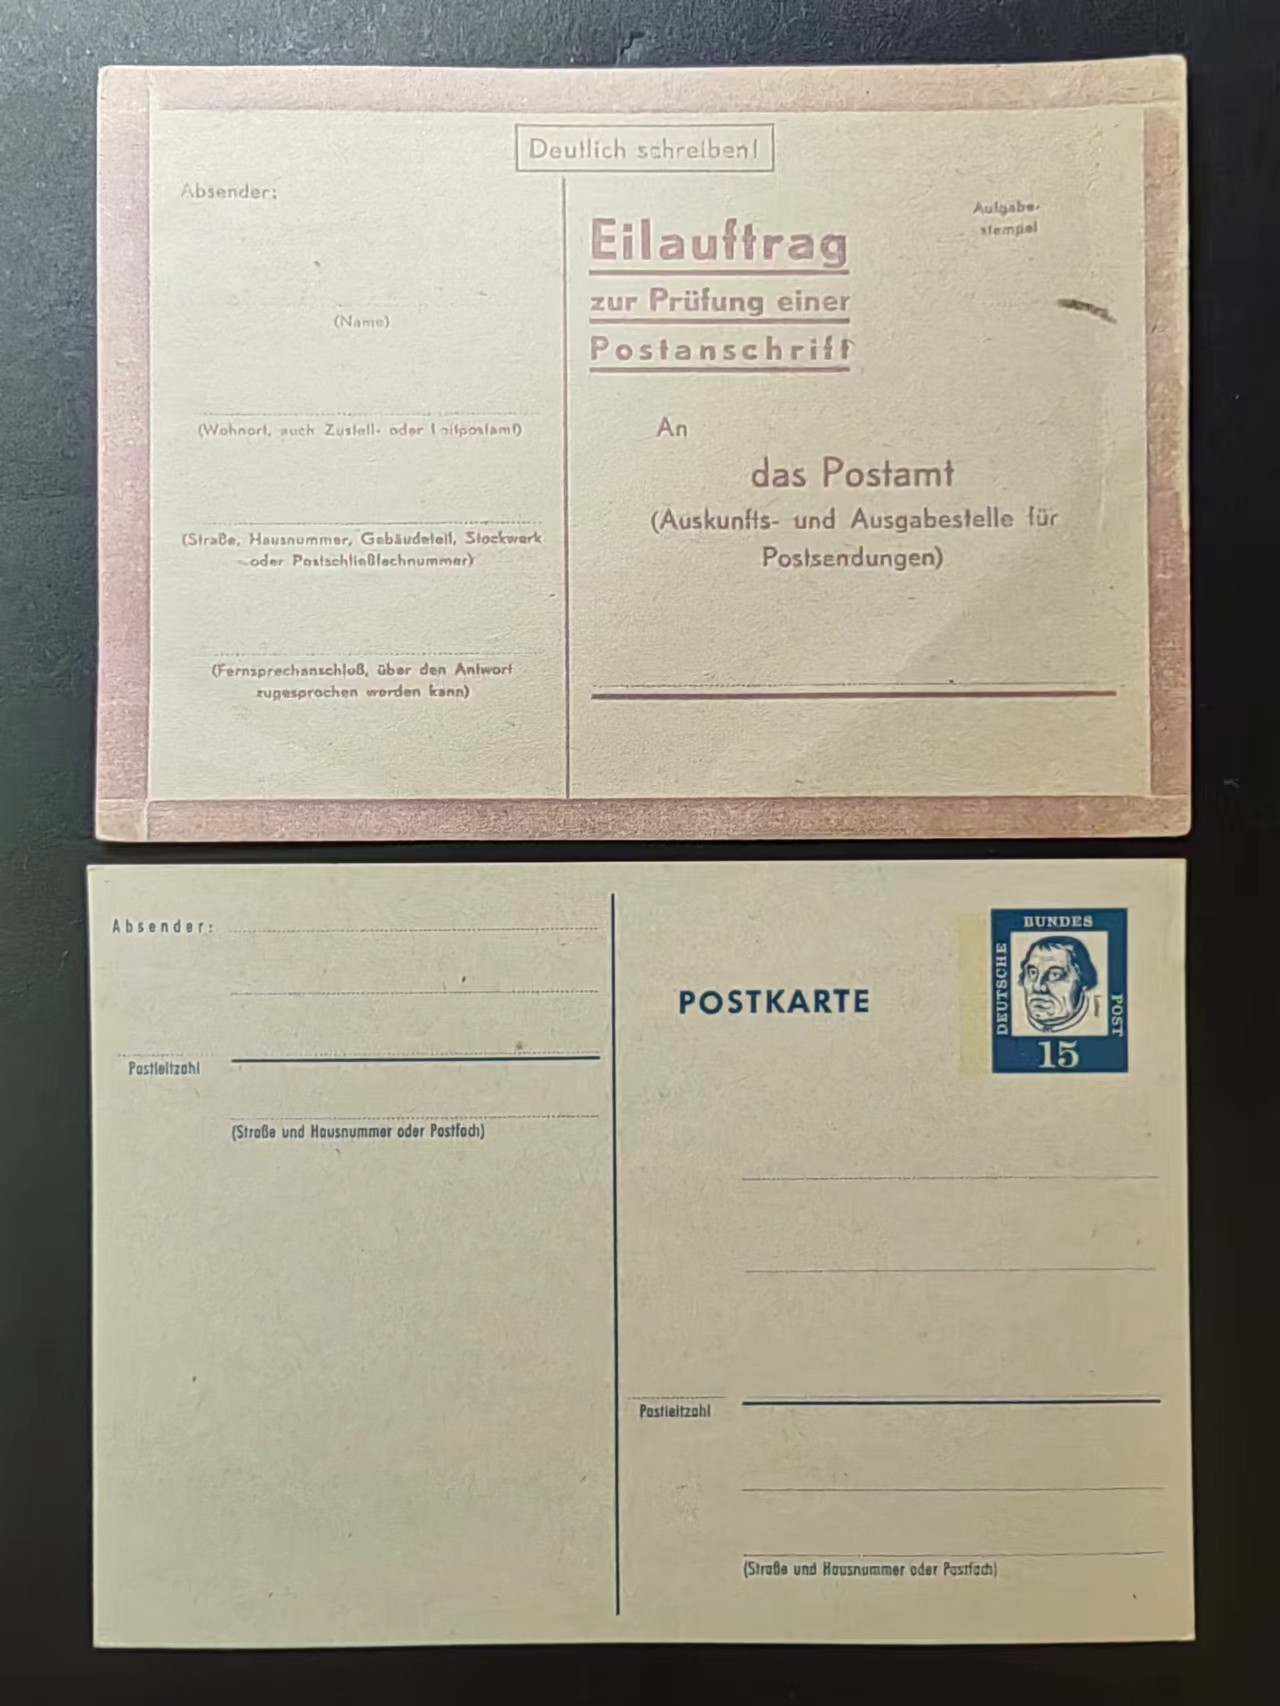 Deutlich schreiben!
Absender:
Aufgabe-
stempel
Eilauftrag
zur Prüfung einer
Postanschrift
(Name)
(Wohnort, auch Zustell- oder Leitpostamt)
(Straße, Hausnummer, Gebäudeteil, Stockwerk
oder Postschließfachnummer)
(Fernsprechanschluß, über den Antwort
zugesprochen werden kann)
An
das Postamt
(Auskunfts- und Ausgabestelle für
Postsendungen)
Absender:
Postleitzahl
(Straße und Hausnummer oder Postfach)
POSTKARTE
DEUTSCHE
BUNDES
POST
Luther
15
Postleitzahl
(Straße und Hausnummer oder Postfach)